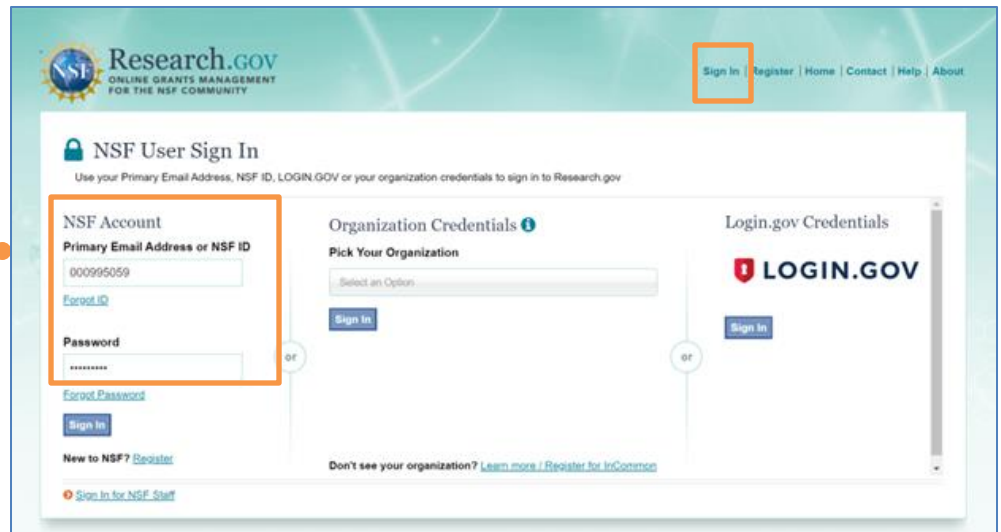 Research.GOV
ONLINE GRANTS MANAGEMENT
FOR THE NSF COMMUNITY
NSF
Sign In | Register | Home | Contact | Help | About
NSF User Sign In
Use your Primary Email Address, NSF ID, LOGIN.GOV or your organization credentials to sign in to Research.gov
NSF Account
Primary Email Address or NSF ID
000995059
Forgot ID
Password
•••••••••
Forgot Password
Sign In
New to NSF? Register
or
Organization Credentials
Pick Your Organization
Select an Option
Sign In
Don't see your organization? Learn more / Register for InCommon
or
Login.gov Credentials
LOGIN.GOV
Sign In
Sign In for NSF Staff